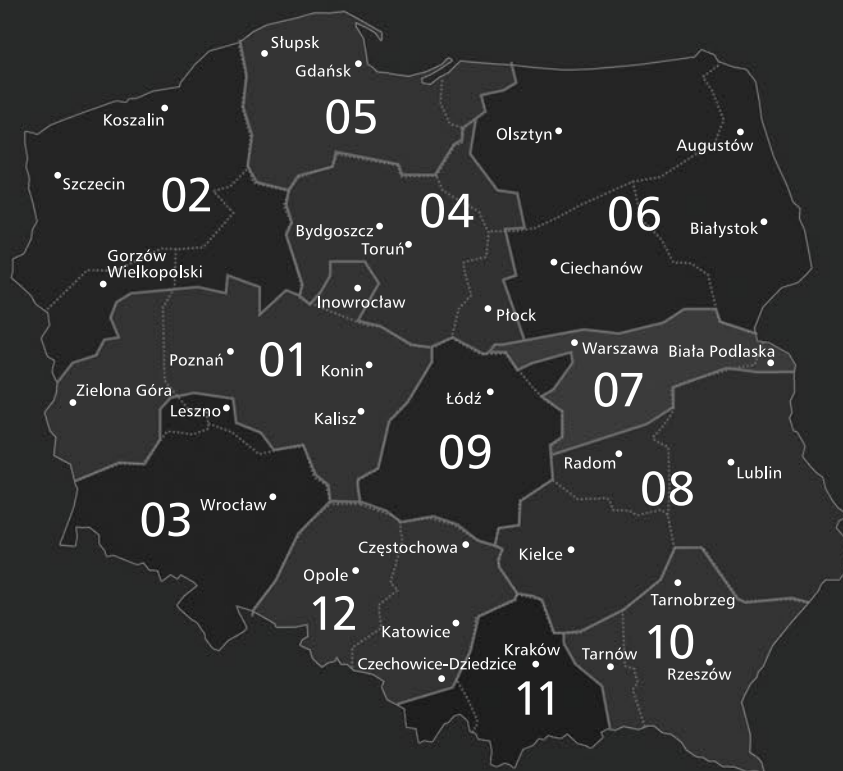 Słupsk
Gdańsk
05
Koszalin
Olsztyn
Augustów
Szczecin
02
04
06
Bydgoszcz
Toruń
Białystok
Gorzów
Wielkopolski
Ciechanów
Inowrocław
Płock
Poznań
01
Konin
Warszawa
Biała Podlaska
07
Zielona Góra
Leszno
Kalisz
Łódź
09
Radom
Lublin
08
03
Wrocław
Częstochowa
Kielce
Opole
12
Tarnobrzeg
Katowice
10
Kraków
Tarnów
Czechowice-Dziedzice
Rzeszów
11